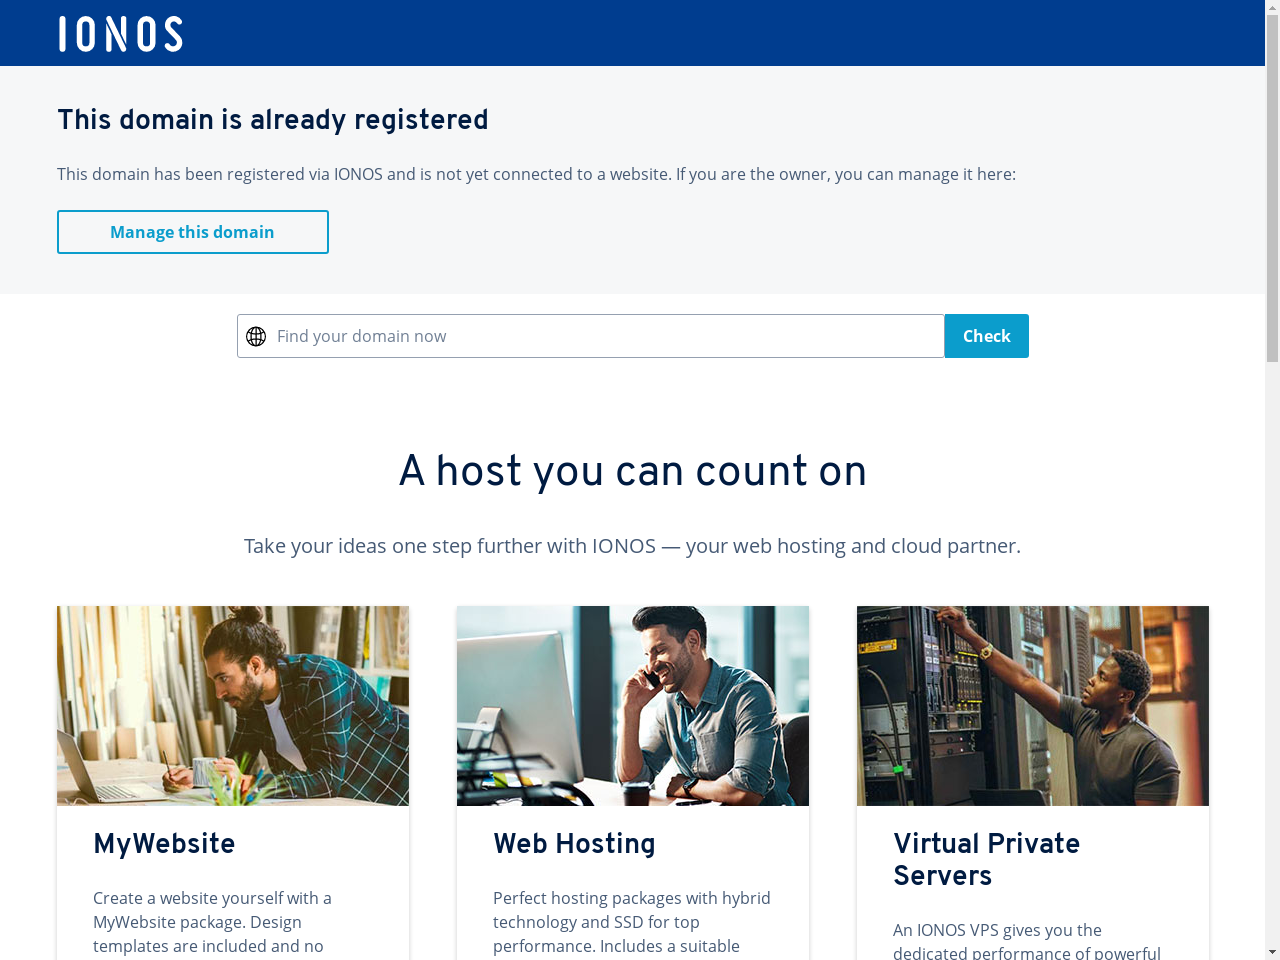 IONOS
This domain is already registered
This domain has been registered via IONOS and is not yet connected to a website. If you are the owner, you can manage it here:
Manage this domain
Find your domain now
Check
A host you can count on
Take your ideas one step further with IONOS — your web hosting and cloud partner.
MyWebsite
Create a website yourself with a
MyWebsite package. Design
templates are included and no
Web Hosting
Perfect hosting packages with hybrid
technology and SSD for top
performance. Includes a suitable
Virtual Private
Servers
An IONOS VPS gives you the
dedicated performance of powerful